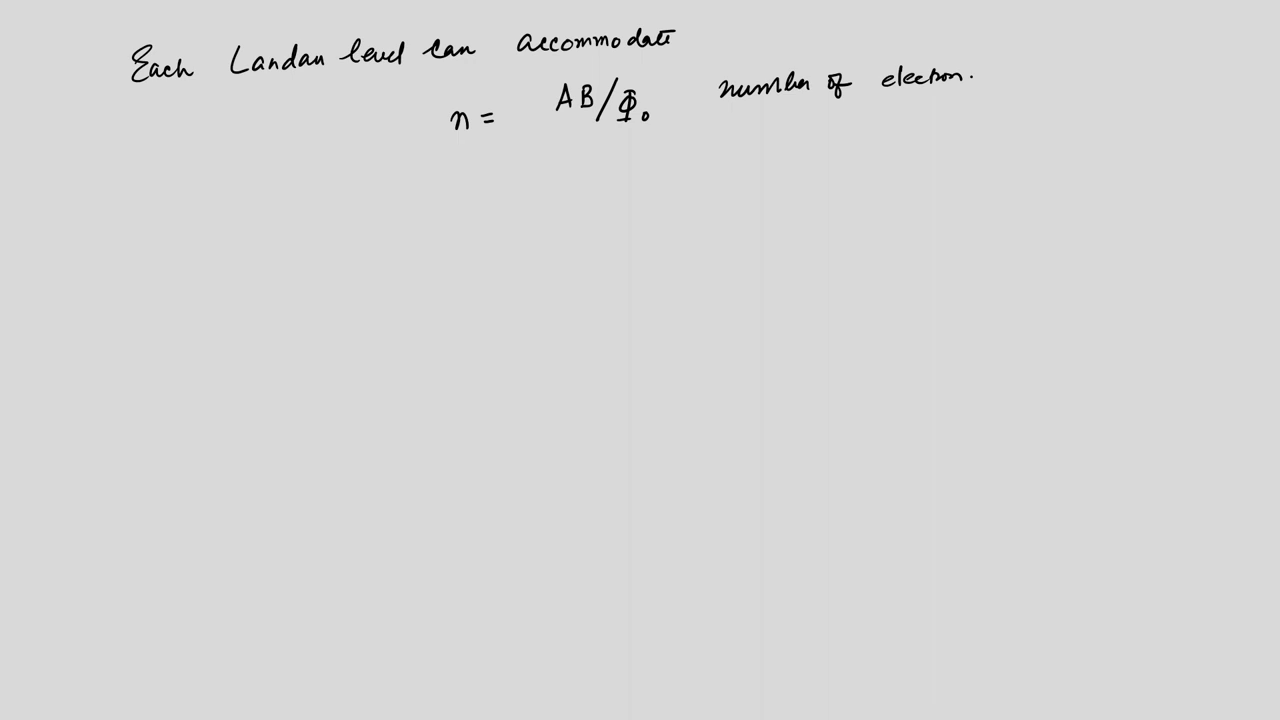 Each Landau level can accommodate
n = AB/Φ₀ number of electron.